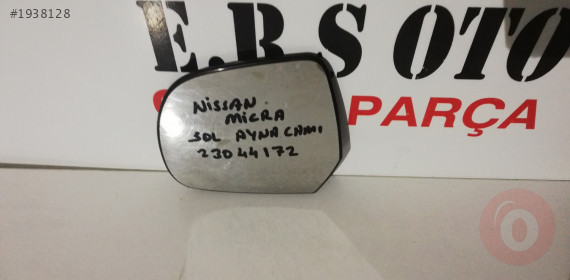 #1938128
E.B.S OTO
PARÇA
NISSAN.
MICRA
SOL AYNA CAMI
23044172